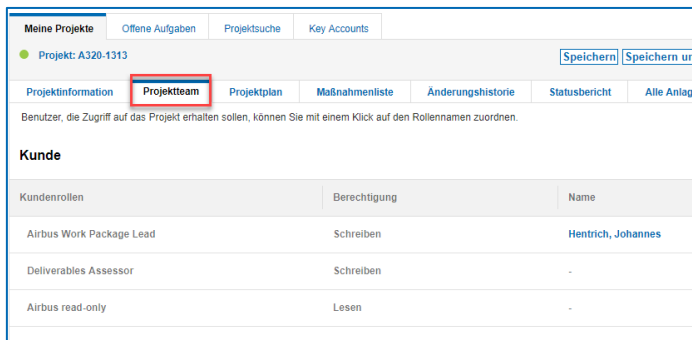 Meine Projekte Offene Aufgaben Projektsuche Key Accounts
Projekt: A320-1313 Speichern Speichern
Projektinformation Projektteam Projektplan Maßnahmenliste Änderungshistorie Statusbericht Alle
Benutzer, die Zugriff auf das Projekt erhalten sollen, können Sie mit einem Klick auf den Rollennamen zuordnen.
Kunde
Kundenrollen Berechtigung Name
Airbus Work Package Lead Schreiben Hentrich, Johannes
Deliverables Assessor Schreiben -
Airbus read-only Lesen -